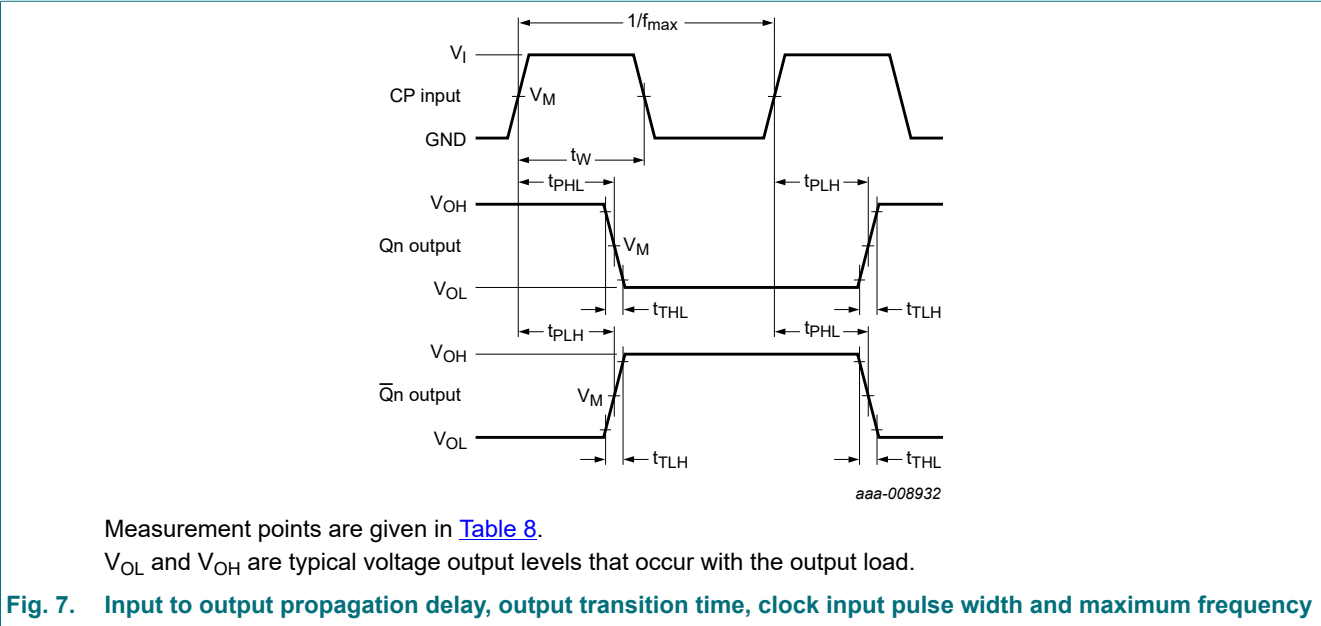 1/fmax
VI
CP input
VM
GND
tW
tPHL
tPLH
VOH
Qn output
VM
VOL
tTHL
tTLH
tPLH
tPHL
VOH
Q̅n output
VM
VOL
tTLH
tTHL
aaa-008932
Measurement points are given in Table 8.
VOL and VOH are typical voltage output levels that occur with the output load.
Fig. 7. Input to output propagation delay, output transition time, clock input pulse width and maximum frequency